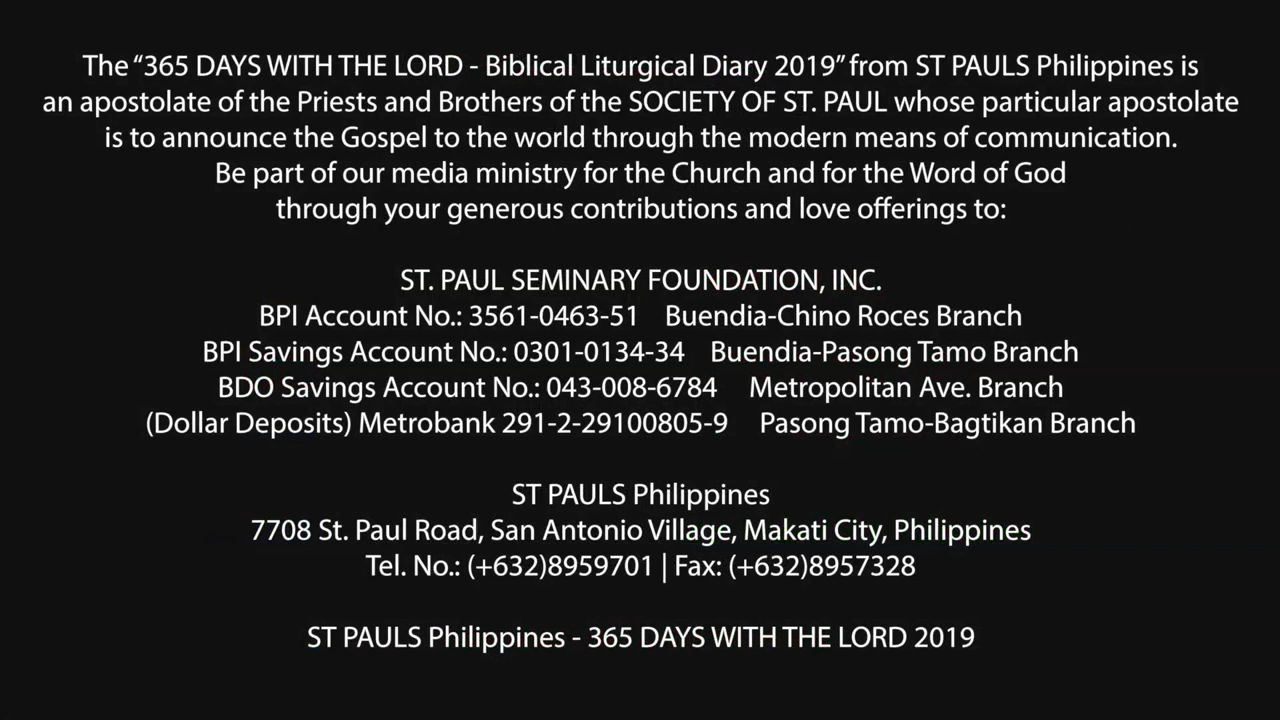 The “365 DAYS WITH THE LORD - Biblical Liturgical Diary 2019” from ST PAULS Philippines is
an apostolate of the Priests and Brothers of the SOCIETY OF ST. PAUL whose particular apostolate
is to announce the Gospel to the world through the modern means of communication.
Be part of our media ministry for the Church and for the Word of God
through your generous contributions and love offerings to:
ST. PAUL SEMINARY FOUNDATION, INC.
BPI Account No.: 3561-0463-51 Buendia-Chino Roces Branch
BPI Savings Account No.: 0301-0134-34 Buendia-Pasong Tamo Branch
BDO Savings Account No.: 043-008-6784 Metropolitan Ave. Branch
(Dollar Deposits) Metrobank 291-2-29100805-9 Pasong Tamo-Bagtikan Branch
ST PAULS Philippines
7708 St. Paul Road, San Antonio Village, Makati City, Philippines
Tel. No.: (+632)8959701 | Fax: (+632)8957328
ST PAULS Philippines - 365 DAYS WITH THE LORD 2019